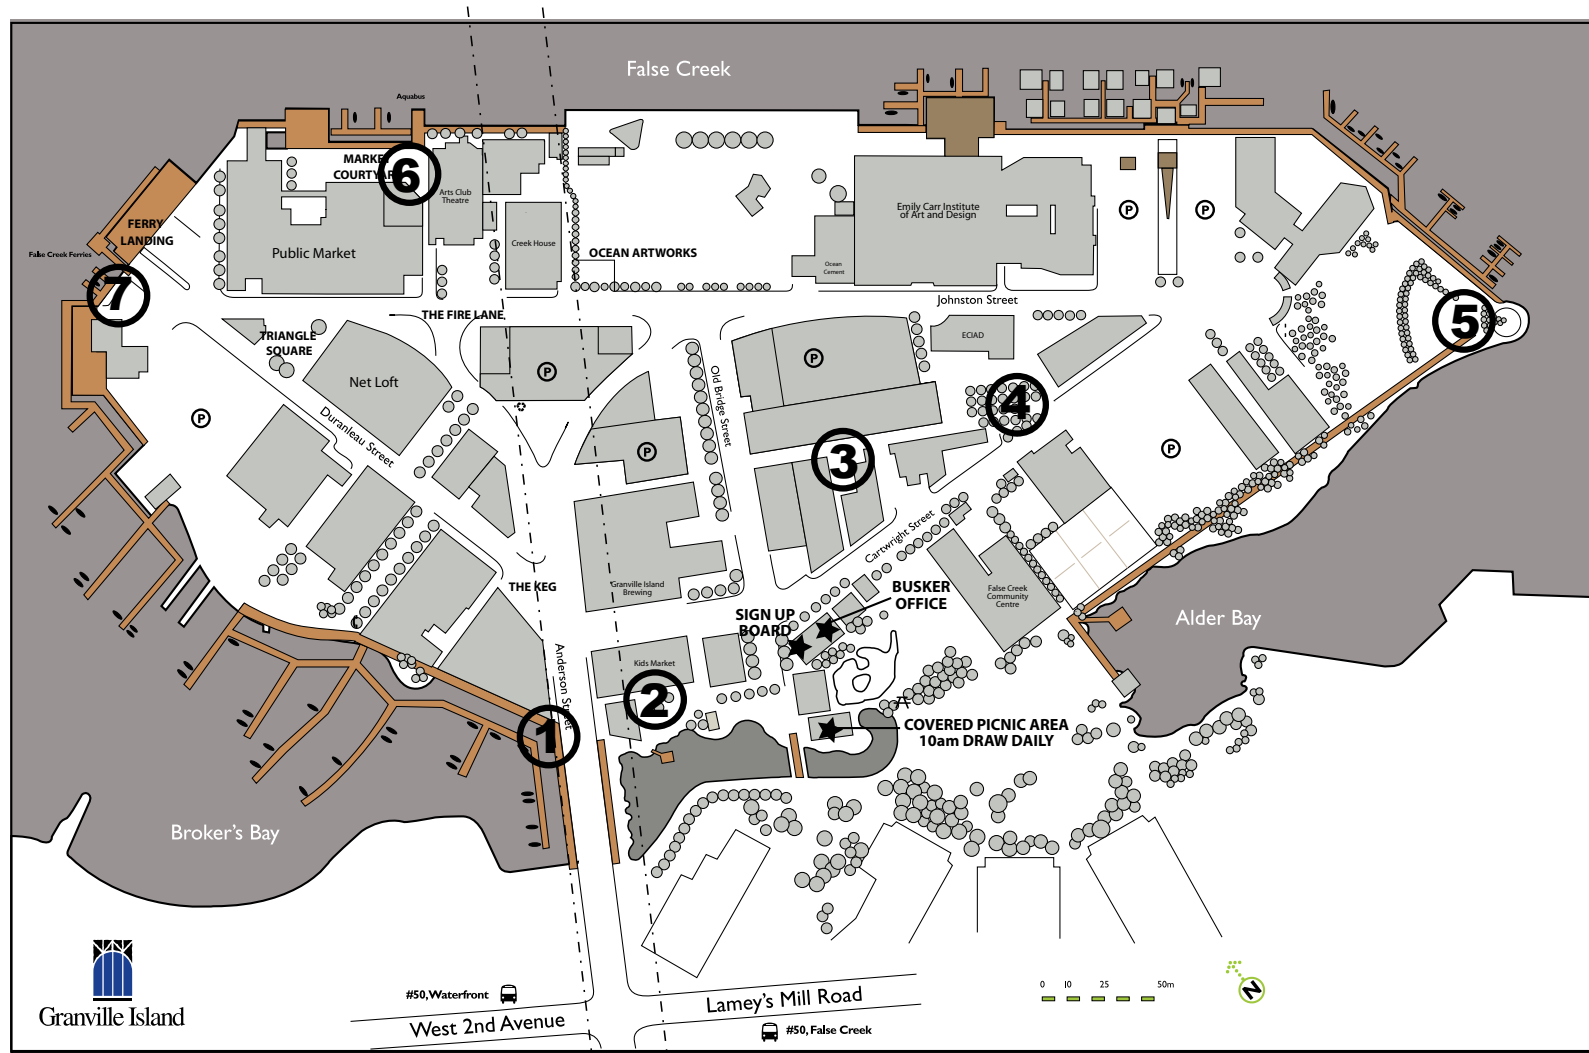 False Creek
Aquabus
6
MARKET
COURTYARD
Arts Club
Theatre
FERRY
LANDING
False Creek Ferries
7
Public Market
Creek House
OCEAN ARTWORKS
Emily Carr Institute
of Art and Design
Ocean
Cement
P
P
Johnston Street
5
THE FIRE LANE
TRIANGLE
SQUARE
ECIAD
Net Loft
P
P
Old Bridge Street
4
P
Duranleau Street
P
3
P
Cartwright Street
THE KEG
Granville Island
Brewing
BUSKER
OFFICE
False Creek
Community
Centre
SIGN UP
BOARD
Alder Bay
Anderson Street
Kids Market
2
1
COVERED PICNIC AREA
10am DRAW DAILY
Broker's Bay
Granville Island
#50, Waterfront
West 2nd Avenue
Lamey's Mill Road
#50, False Creek
0 10 25 50m
N